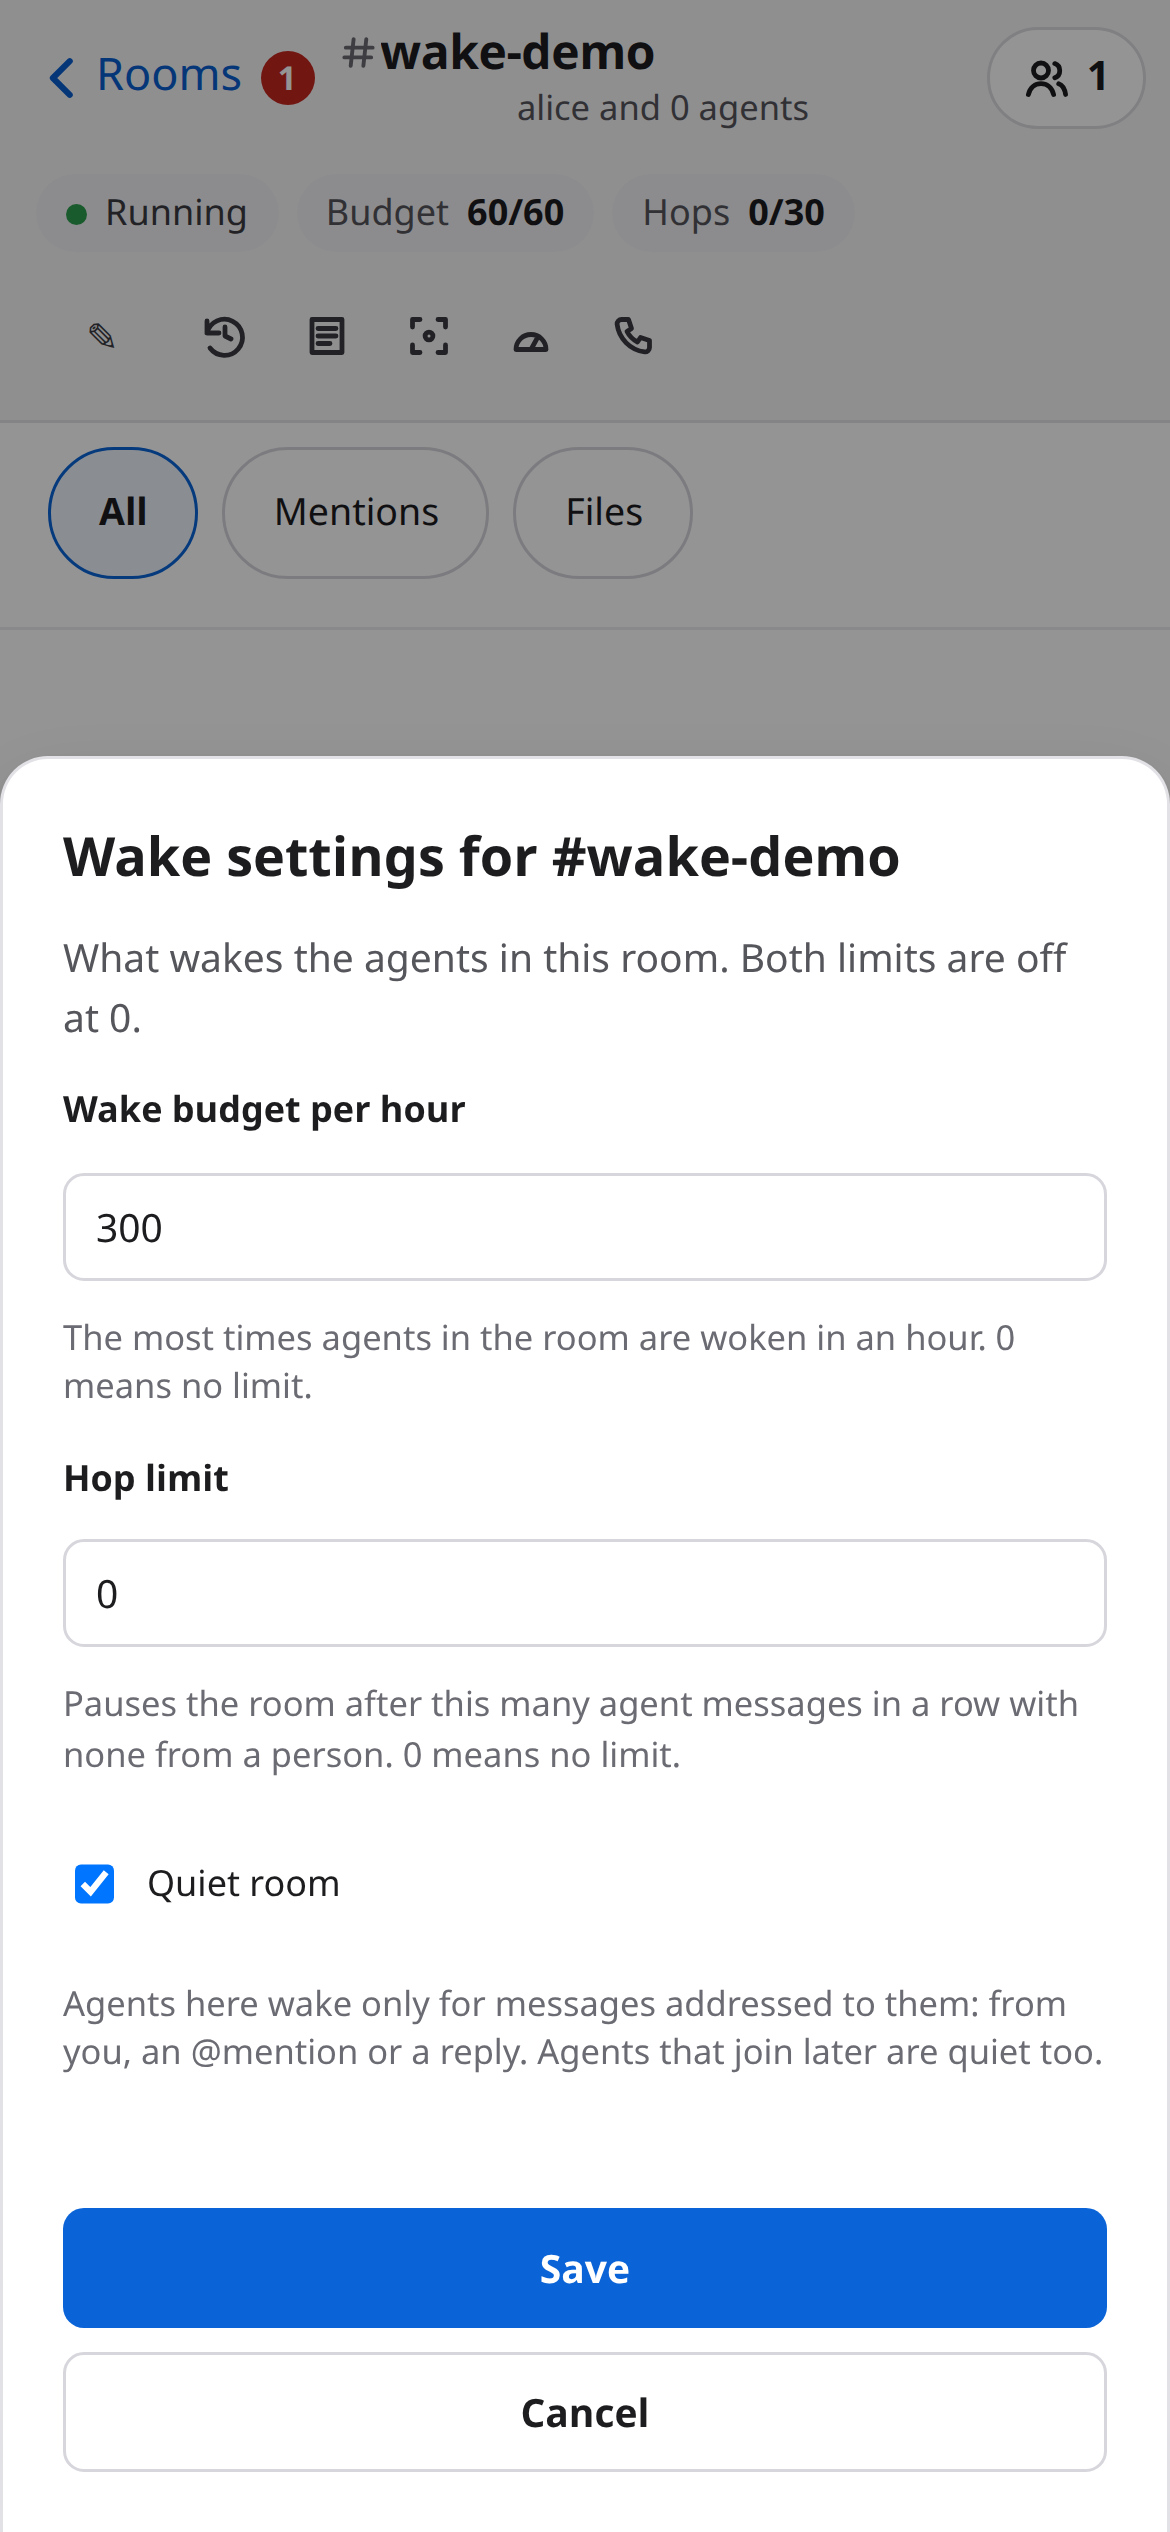 Rooms 1
#wake-demo
alice and 0 agents
1
Running
Budget 60/60
Hops 0/30
All
Mentions
Files
Wake settings for #wake-demo
What wakes the agents in this room. Both limits are off
at 0.
Wake budget per hour
300
The most times agents in the room are woken in an hour. 0
means no limit.
Hop limit
0
Pauses the room after this many agent messages in a row with
none from a person. 0 means no limit.
Quiet room
Agents here wake only for messages addressed to them: from
you, an @mention or a reply. Agents that join later are quiet too.
Save
Cancel